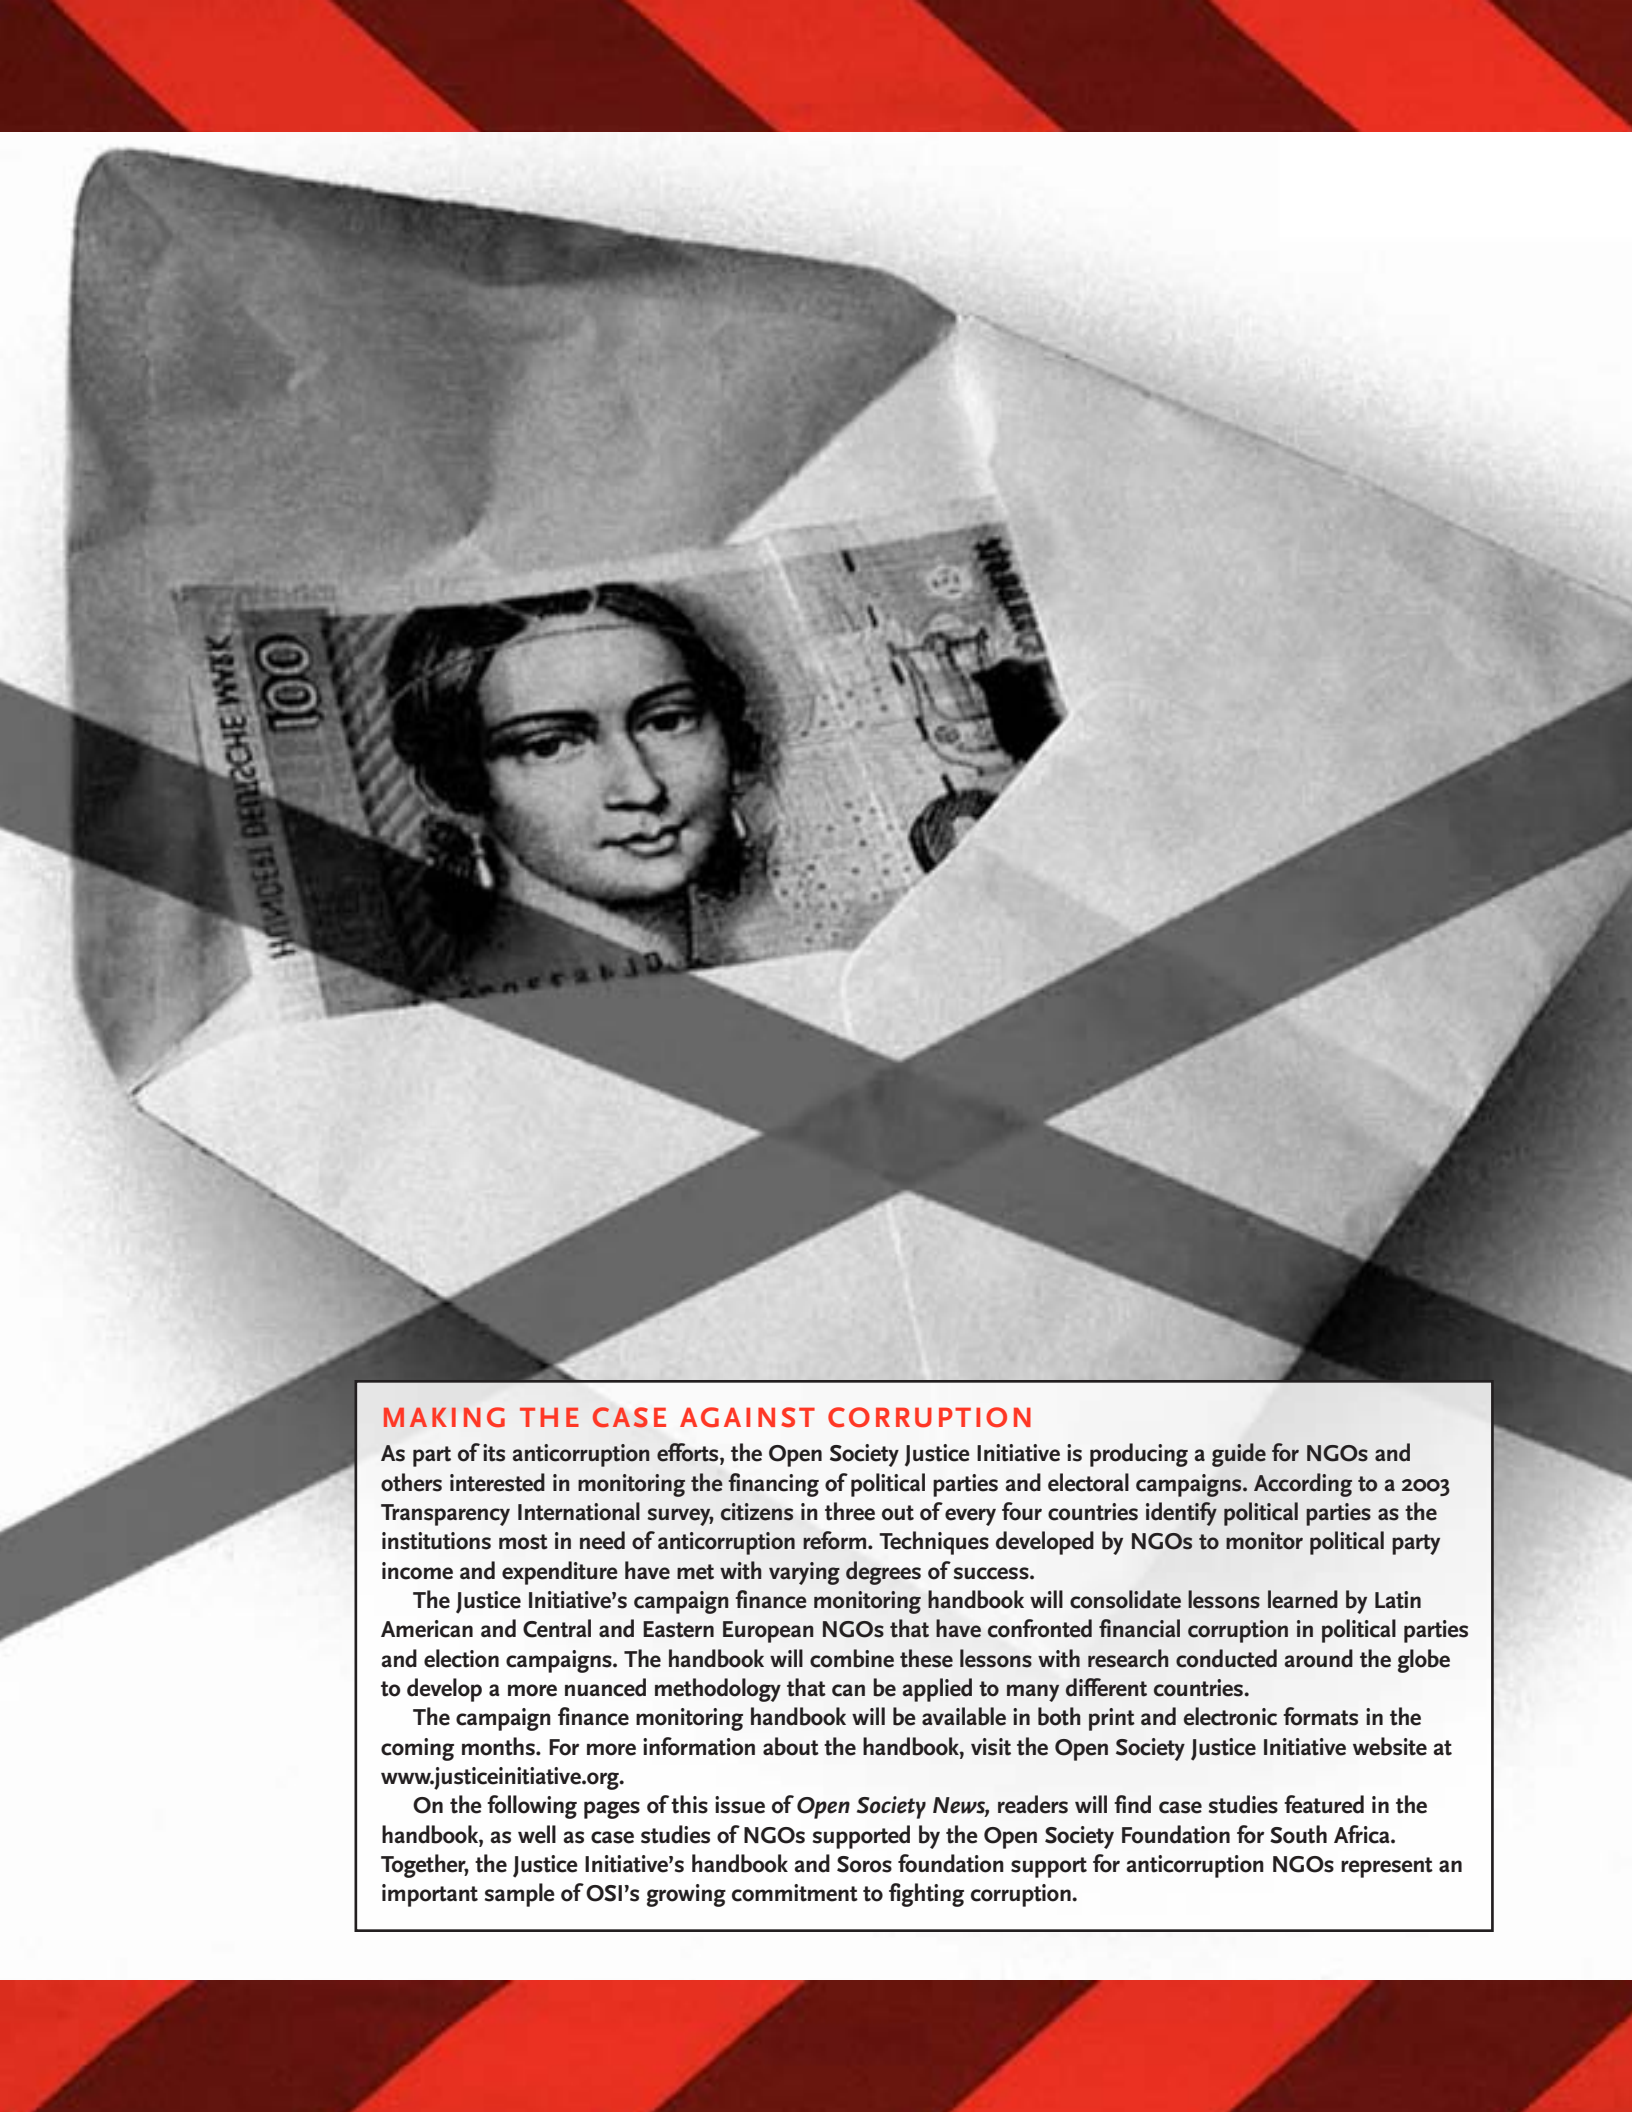 100
MAKING THE CASE AGAINST CORRUPTION
As part of its anticorruption efforts, the Open Society Justice Initiative is producing a guide for NGOs and
others interested in monitoring the financing of political parties and electoral campaigns. According to a 2003
Transparency International survey, citizens in three out of every four countries identify political parties as the
institutions most in need of anticorruption reform. Techniques developed by NGOs to monitor political party
income and expenditure have met with varying degrees of success.
The Justice Initiative's campaign finance monitoring handbook will consolidate lessons learned by Latin
American and Central and Eastern European NGOs that have confronted financial corruption in political parties
and election campaigns. The handbook will combine these lessons with research conducted around the globe
to develop a more nuanced methodology that can be applied to many different countries.
The campaign finance monitoring handbook will be available in both print and electronic formats in the
coming months. For more information about the handbook, visit the Open Society Justice Initiative website at
www.justiceinitiative.org.
On the following pages of this issue of Open Society News, readers will find case studies featured in the
handbook, as well as case studies of NGOs supported by the Open Society Foundation for South Africa.
Together, the Justice Initiative's handbook and Soros foundation support for anticorruption NGOs represent an
important sample of OSI's growing commitment to fighting corruption.